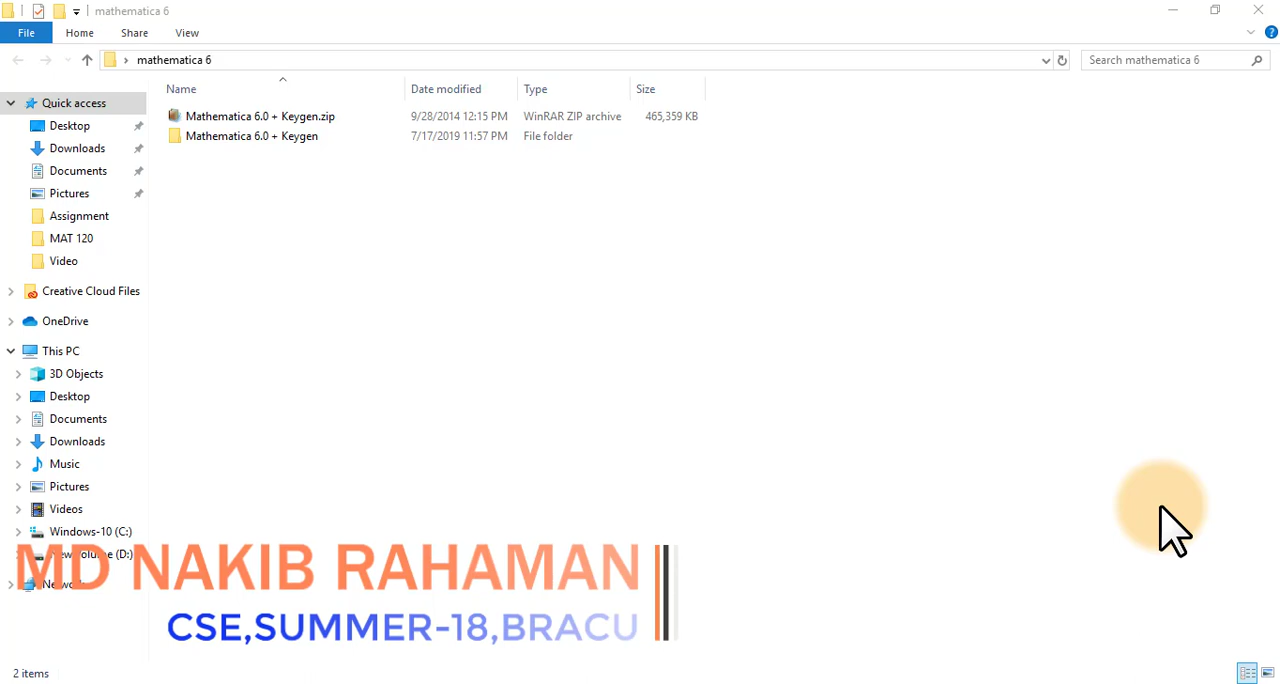 mathematica 6
File Home Share View
mathematica 6
Search mathematica 6
Name Date modified Type Size
Mathematica 6.0 + Keygen.zip 9/28/2014 12:15 PM WinRAR ZIP archive 465,359 KB
Mathematica 6.0 + Keygen 7/17/2019 11:57 PM File folder
Quick access
Desktop
Downloads
Documents
Pictures
Assignment
MAT 120
Video
Creative Cloud Files
OneDrive
This PC
3D Objects
Desktop
Documents
Downloads
Music
Pictures
Videos
Windows-10 (C:)
New Volume (D:)
Network
MD NAKIB RAHAMAN
CSE,SUMMER-18,BRACU
2 items